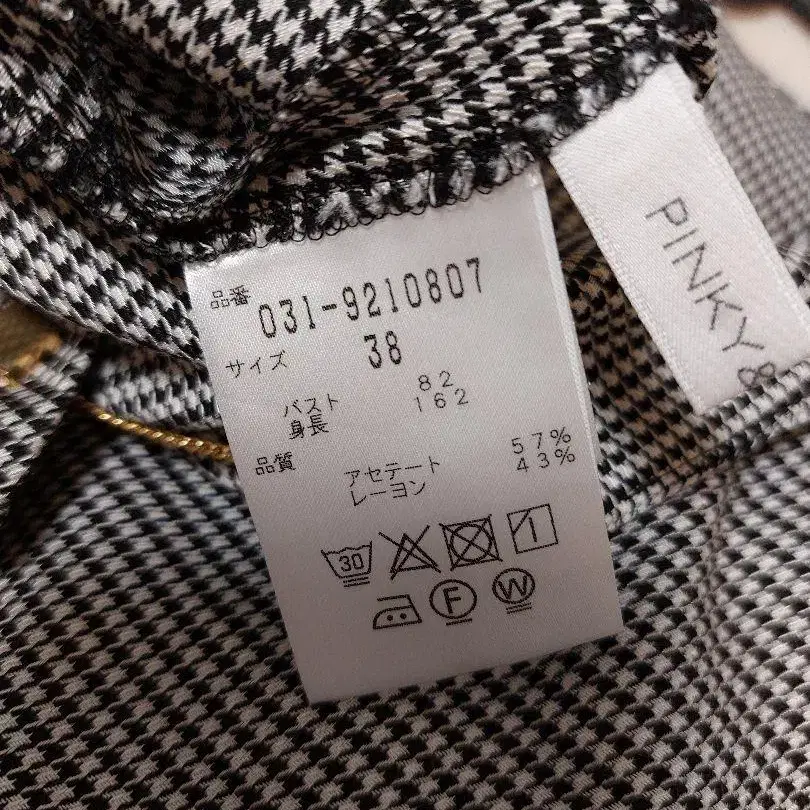 品番
031-9210807
サイズ 38
バスト 82
身長 162
品質
アセテート 57%
レーヨン 43%
30
F W
PINKY &